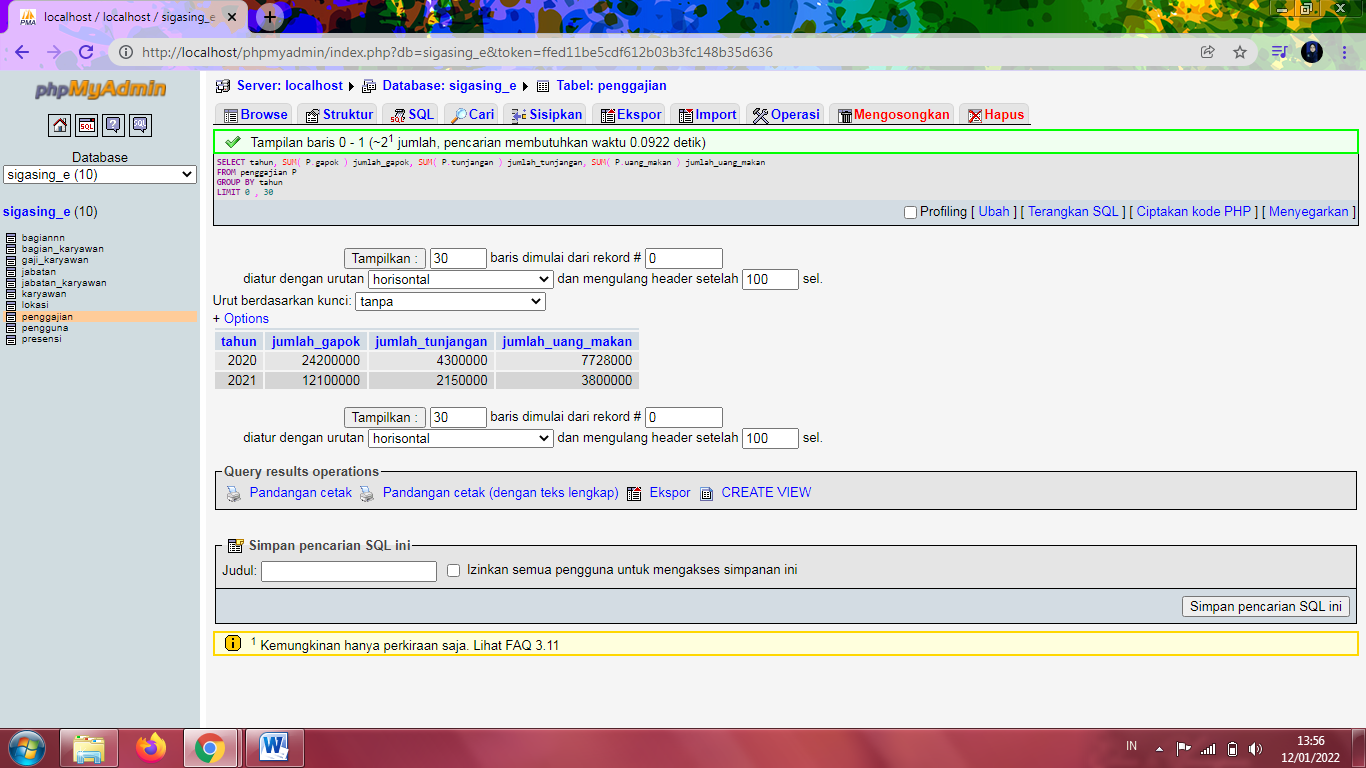 localhost / localhost / sigasing_e
http://localhost/phpmyadmin/index.php?db=sigasing_e&token=ffed11be5cdf612b03b3fc148b35d636
phpMyAdmin
Database
sigasing_e (10)
sigasing_e (10)
bagiannn
bagian_karyawan
gaji_karyawan
jabatan
jabatan_karyawan
karyawan
lokasi
penggajian
pengguna
presensi
Server: localhost Database: sigasing_e Tabel: penggajian
Browse Struktur SQL Cari Sisipkan Ekspor Import Operasi Mengosongkan Hapus
Tampilan baris 0 - 1 (~2¹ jumlah, pencarian membutuhkan waktu 0.0922 detik)
SELECT tahun, SUM( P.gapok ) jumlah_gapok, SUM( P.tunjangan ) jumlah_tunjangan, SUM( P.uang_makan ) jumlah_uang_makan
FROM penggajian P
GROUP BY tahun
LIMIT 0 , 30
Profiling [ Ubah ] [ Terangkan SQL ] [ Ciptakan kode PHP ] [ Menyegarkan ]
Tampilkan : 30 baris dimulai dari rekord # 0
diatur dengan urutan horisontal dan mengulang header setelah 100 sel.
Urut berdasarkan kunci: tanpa
+ Options
tahun jumlah_gapok jumlah_tunjangan jumlah_uang_makan
2020 24200000 4300000 7728000
2021 12100000 2150000 3800000
Tampilkan : 30 baris dimulai dari rekord # 0
diatur dengan urutan horisontal dan mengulang header setelah 100 sel.
Query results operations
Pandangan cetak Pandangan cetak (dengan teks lengkap) Ekspor CREATE VIEW
Simpan pencarian SQL ini
Judul: Izinkan semua pengguna untuk mengakses simpanan ini
Simpan pencarian SQL ini
¹ Kemungkinan hanya perkiraan saja. Lihat FAQ 3.11
IN
13:56
12/01/2022